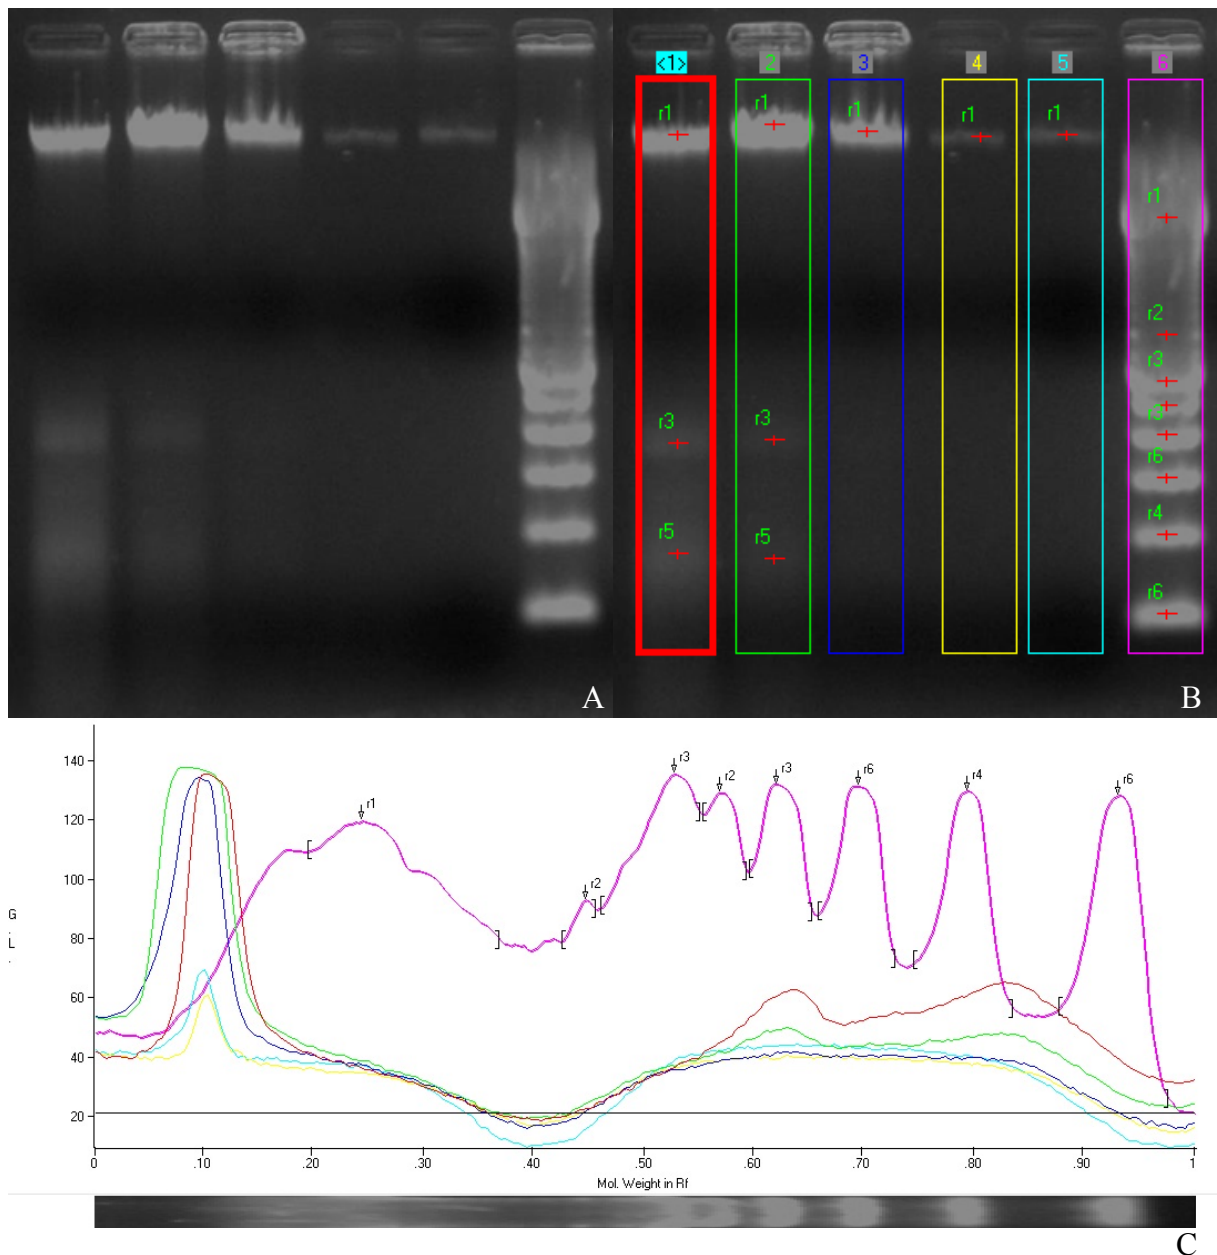 <1> 2 3 4 5 6
r1 r1 r1 r1 r1
r1
r2
r3
r3 r3 r3
r6
r5 r5 r4
r6
A B
140 r3 r2 r3 r6 r4 r6
120 r1
100 r2
G
80
L
.
60
40
20
0 .10 .20 .30 .40 .50 .60 .70 .80 .90 1
Mol. Weight in Rf
C